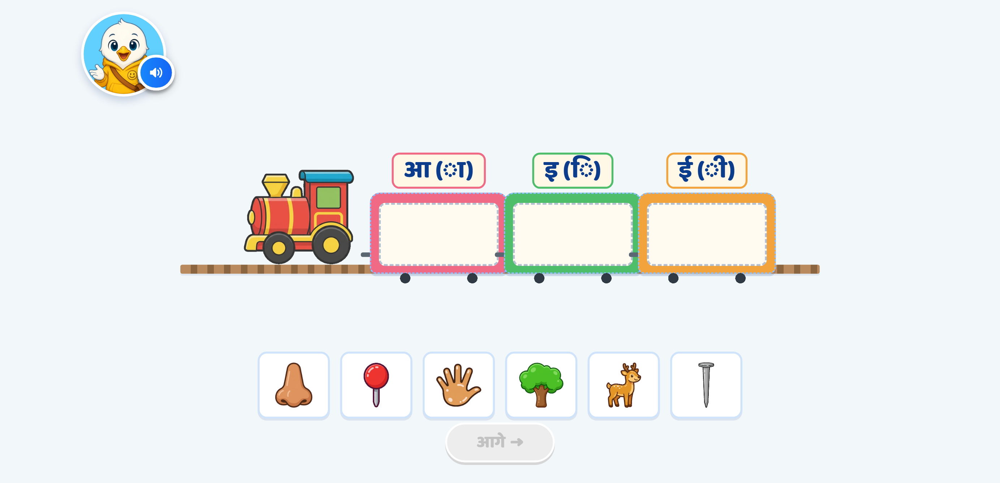 आ (ा)
इ (ि)
ई (ी)
आगे →